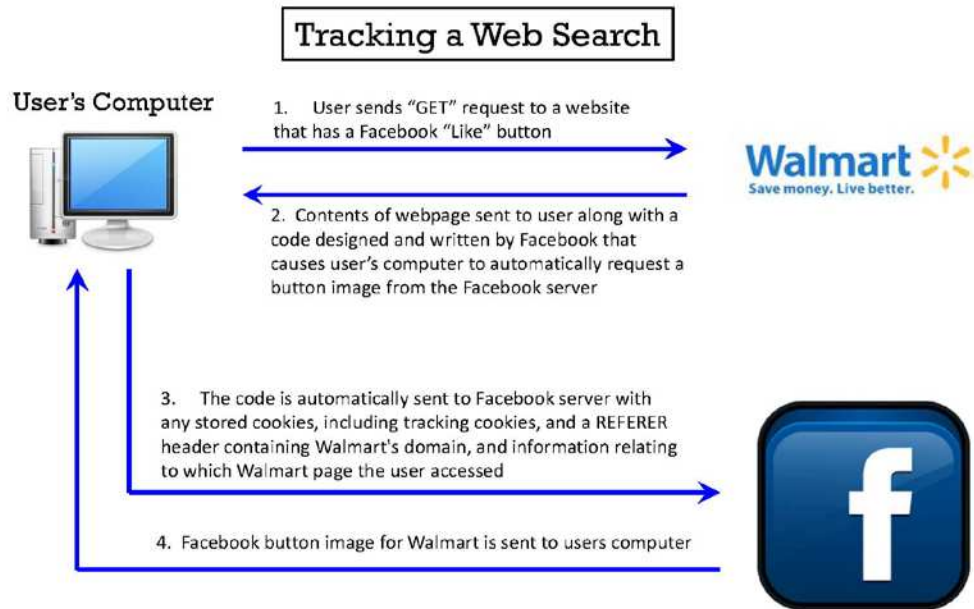 Tracking a Web Search
User's Computer
1. User sends “GET” request to a website
that has a Facebook “Like” button
Walmart
Save money. Live better.
2. Contents of webpage sent to user along with a
code designed and written by Facebook that
causes user's computer to automatically request a
button image from the Facebook server
3. The code is automatically sent to Facebook server with
any stored cookies, including tracking cookies, and a REFERER
header containing Walmart's domain, and information relating
to which Walmart page the user accessed
f
4. Facebook button image for Walmart is sent to users computer